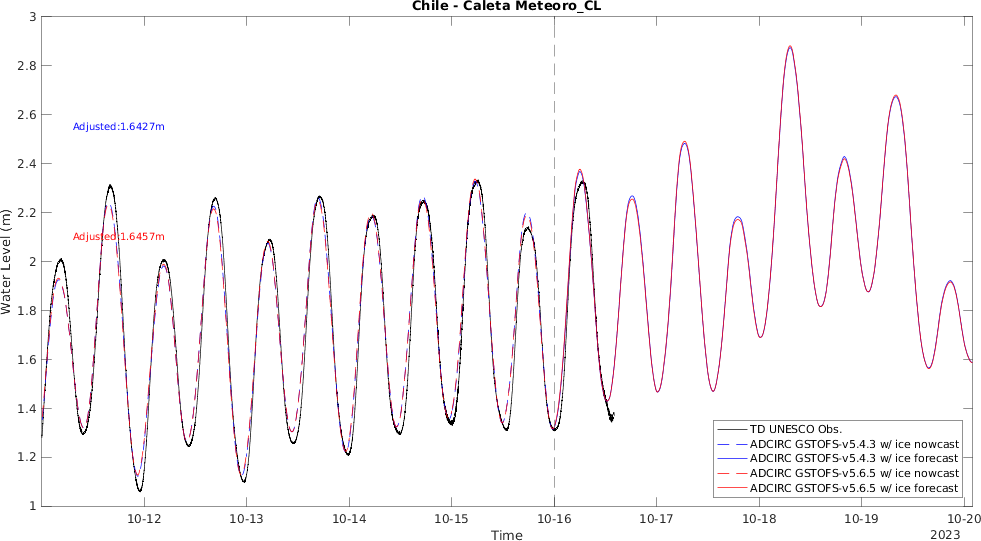 Chile - Caleta Meteoro_CL
3
2.8
2.6
2.4
2.2
2
1.8
1.6
1.4
1.2
1
Water Level (m)
Adjusted:1.6427m
Adjusted:1.6457m
TD UNESCO Obs.
ADCIRC GSTOFS-v5.4.3 w/ ice nowcast
ADCIRC GSTOFS-v5.4.3 w/ ice forecast
ADCIRC GSTOFS-v5.6.5 w/ ice nowcast
ADCIRC GSTOFS-v5.6.5 w/ ice forecast
10-12 10-13 10-14 10-15 10-16 10-17 10-18 10-19 10-20
Time
2023